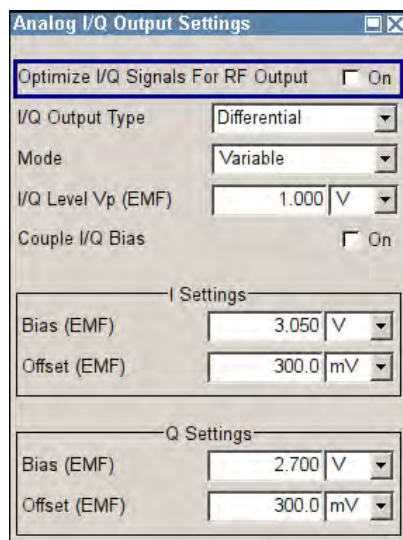 Analog I/Q Output Settings
Optimize I/Q Signals For RF Output On
I/Q Output Type Differential
Mode Variable
I/Q Level Vp (EMF) 1.000 V
Couple I/Q Bias On
I Settings
Bias (EMF) 3.050 V
Offset (EMF) 300.0 mV
Q Settings
Bias (EMF) 2.700 V
Offset (EMF) 300.0 mV